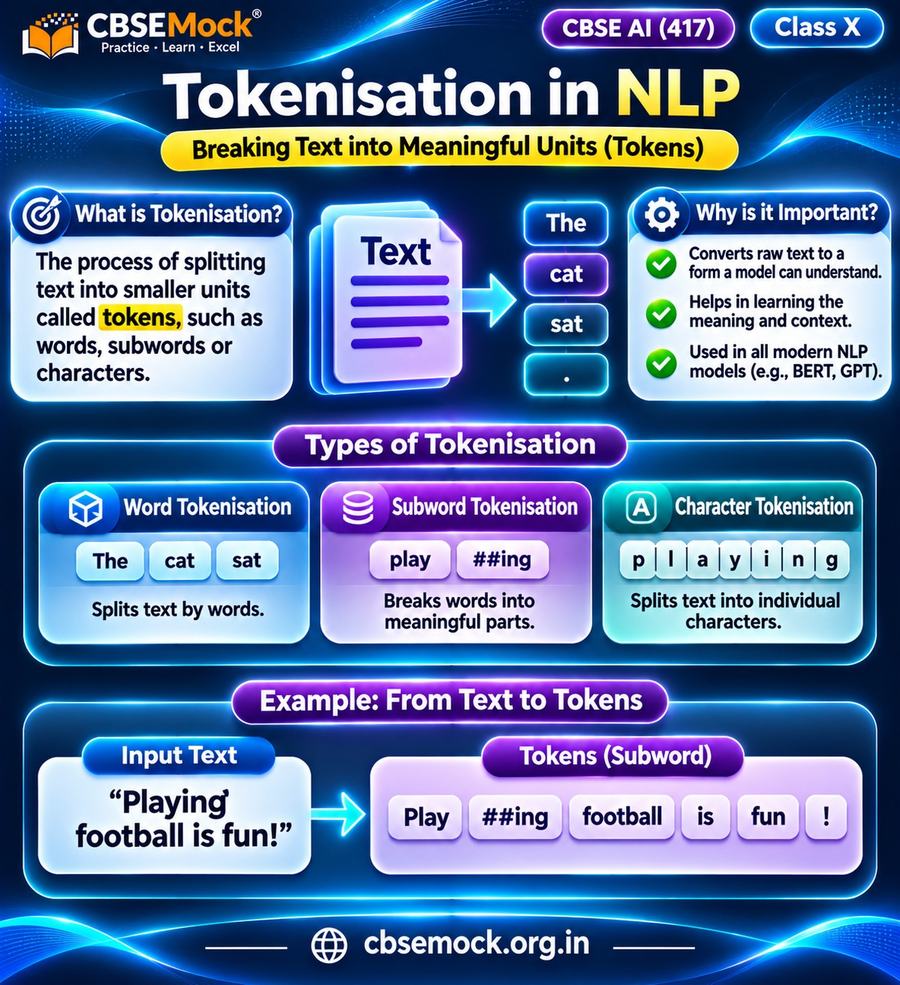 CBSEMock®
Practice • Learn • Excel
CBSE AI (417)
Class X
Tokenisation in NLP
Breaking Text into Meaningful Units (Tokens)
What is Tokenisation?
The process of splitting
text into smaller units
called tokens, such as
words, subwords or
characters.
Text
The
cat
sat
.
Why is it Important?
Converts raw text to a
form a model can understand.
Helps in learning the
meaning and context.
Used in all modern NLP
models (e.g., BERT, GPT).
Types of Tokenisation
Word Tokenisation
The cat sat
Splits text by words.
Subword Tokenisation
play ##ing
Breaks words into
meaningful parts.
A
Character Tokenisation
p l a y i n g
Splits text into individual
characters.
Example: From Text to Tokens
Input Text
“Playing
football is fun!”
Tokens (Subword)
Play ##ing football is fun !
cbsemock.org.in